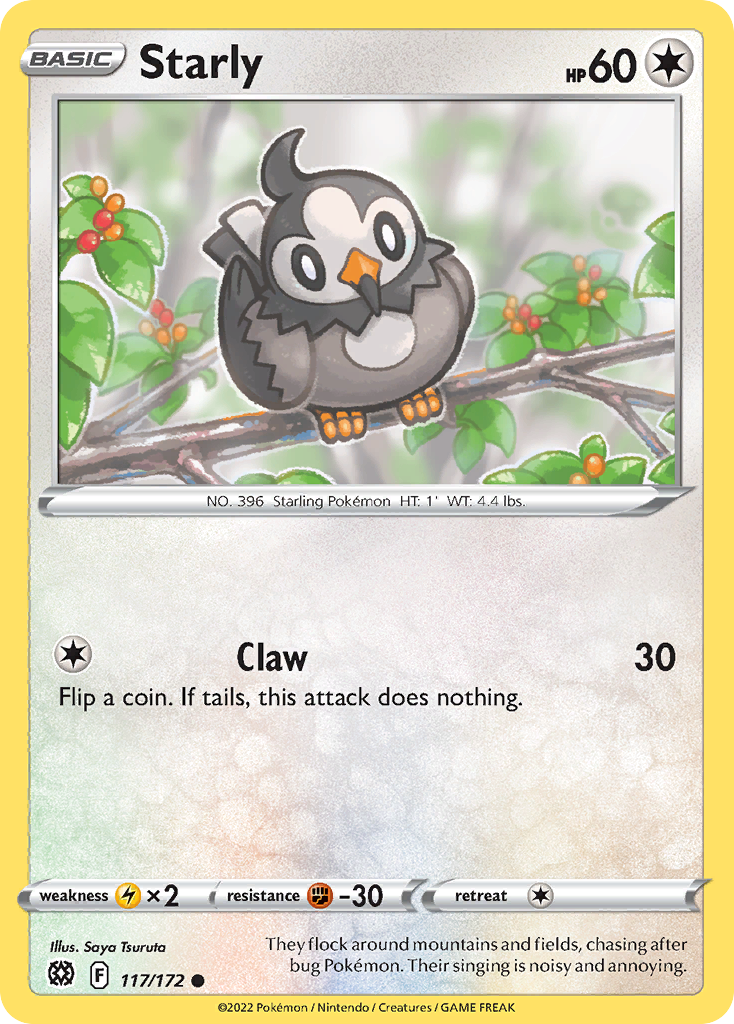 BASIC Starly HP 60
NO. 396 Starling Pokémon HT: 1' WT: 4.4 lbs.
Claw 30
Flip a coin. If tails, this attack does nothing.
weakness ×2 resistance -30 retreat
Illus. Saya Tsuruta
They flock around mountains and fields, chasing after
bug Pokémon. Their singing is noisy and annoying.
F 117/172
©2022 Pokémon / Nintendo / Creatures / GAME FREAK